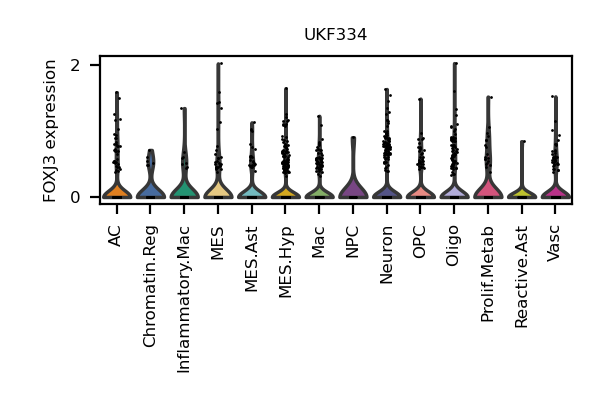 UKF334
FOXJ3 expression
2
0
AC
Chromatin.Reg
Inflammatory.Mac
MES
MES.Ast
MES.Hyp
Mac
NPC
Neuron
OPC
Oligo
Prolif.Metab
Reactive.Ast
Vasc